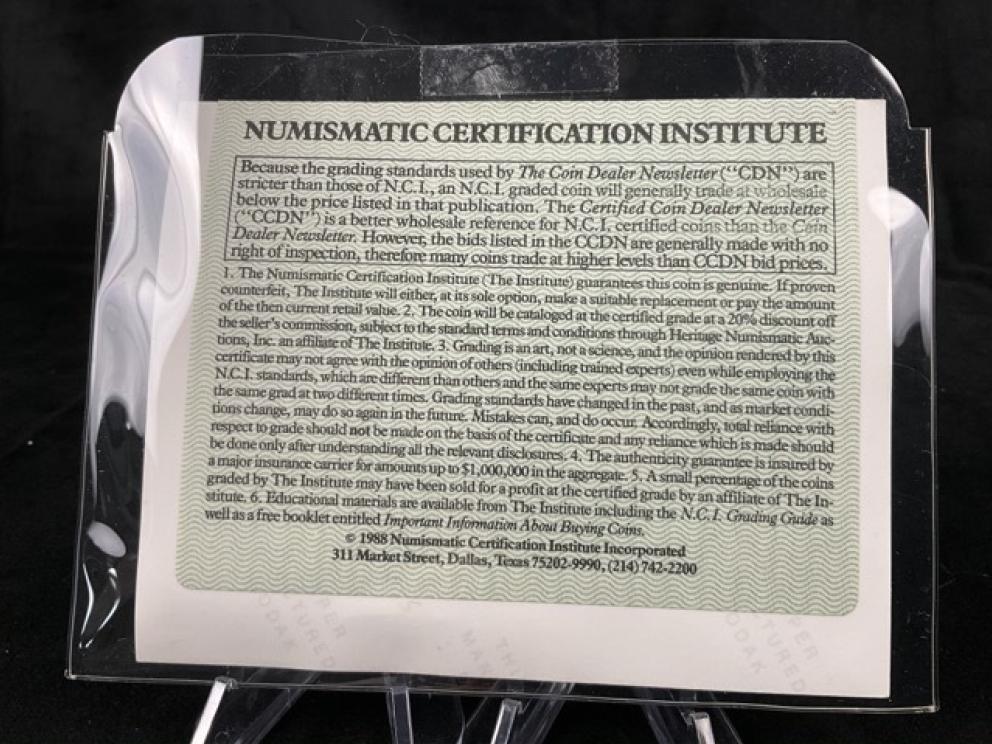 NUMISMATIC CERTIFICATION INSTITUTE
Because the grading standards used by The Coin Dealer Newsletter ("CDN") are
stricter than those of N.C.I., an N.C.I. graded coin will generally trade at wholesale
below the price listed in that publication. The Certified Coin Dealer Newsletter
("CCDN") is a better wholesale reference for N.C.I. certified coins than the Coin
Dealer Newsletter. However, the bids listed in the CCDN are generally made with no
right of inspection, therefore many coins trade at higher levels than CCDN bid prices.
1. The Numismatic Certification Institute (The Institute) guarantees this coin is genuine. If proven
counterfeit, The Institute will either, at its sole option, make a suitable replacement or pay the amount
of the then current retail value. 2. The coin will be cataloged at the certified grade at a 20% discount off
the seller's commission, subject to the standard terms and conditions through Heritage Numismatic Auc-
tions, Inc. an affiliate of The Institute. 3. Grading is an art, not a science, and the opinion rendered by this
certificate may not agree with the opinion of others (including trained experts) even while employing the
N.C.I. standards, which are different than others and the same experts may not grade the same coin with
the same grad at two different times. Grading standards have changed in the past, and as market condi-
tions change, may do so again in the future. Mistakes can, and do occur. Accordingly, total reliance with
respect to grade should not be made on the basis of the certificate and any reliance which is made should
be done only after understanding all the relevant disclosures. 4. The authenticity guarantee is insured by
a major insurance carrier for amounts up to $1,000,000 in the aggregate. 5. A small percentage of the coins
graded by The Institute may have been sold for a profit at the certified grade by an affiliate of The In-
stitute. 6. Educational materials are available from The Institute including the N.C.I. Grading Guide as
well as a free booklet entitled Important Information About Buying Coins.
© 1988 Numismatic Certification Institute Incorporated
311 Market Street, Dallas, Texas 75202-9990, (214) 742-2200